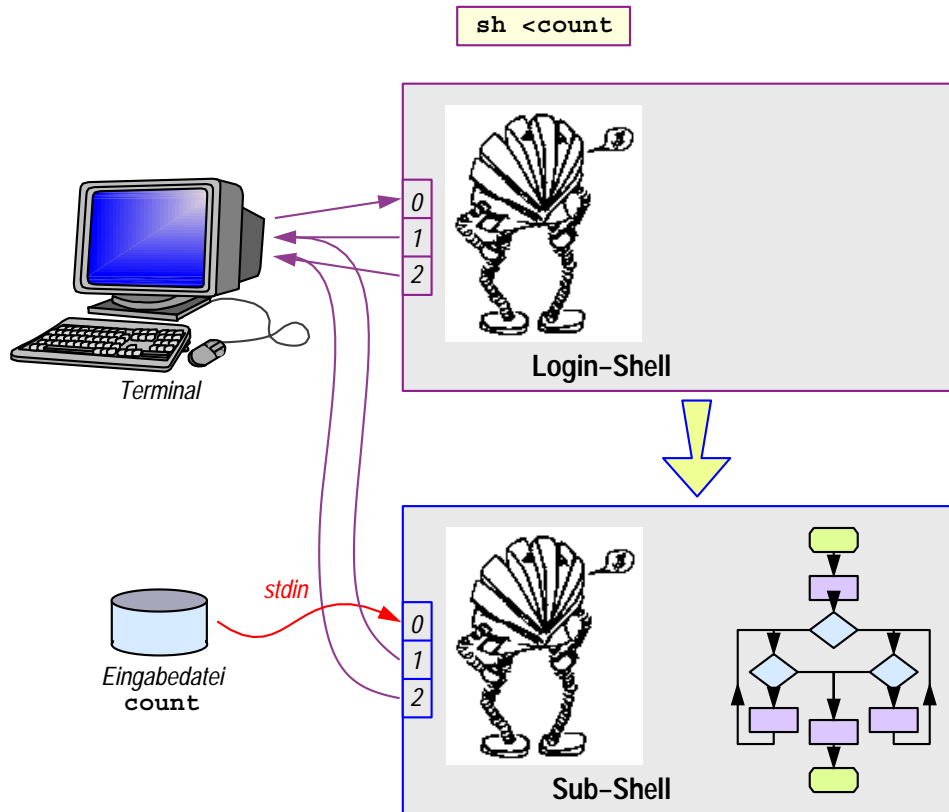 sh <count
$
0
1
2
Login–Shell
Terminal
stdin
0
1
2
Eingabedatei
count
$
Sub–Shell